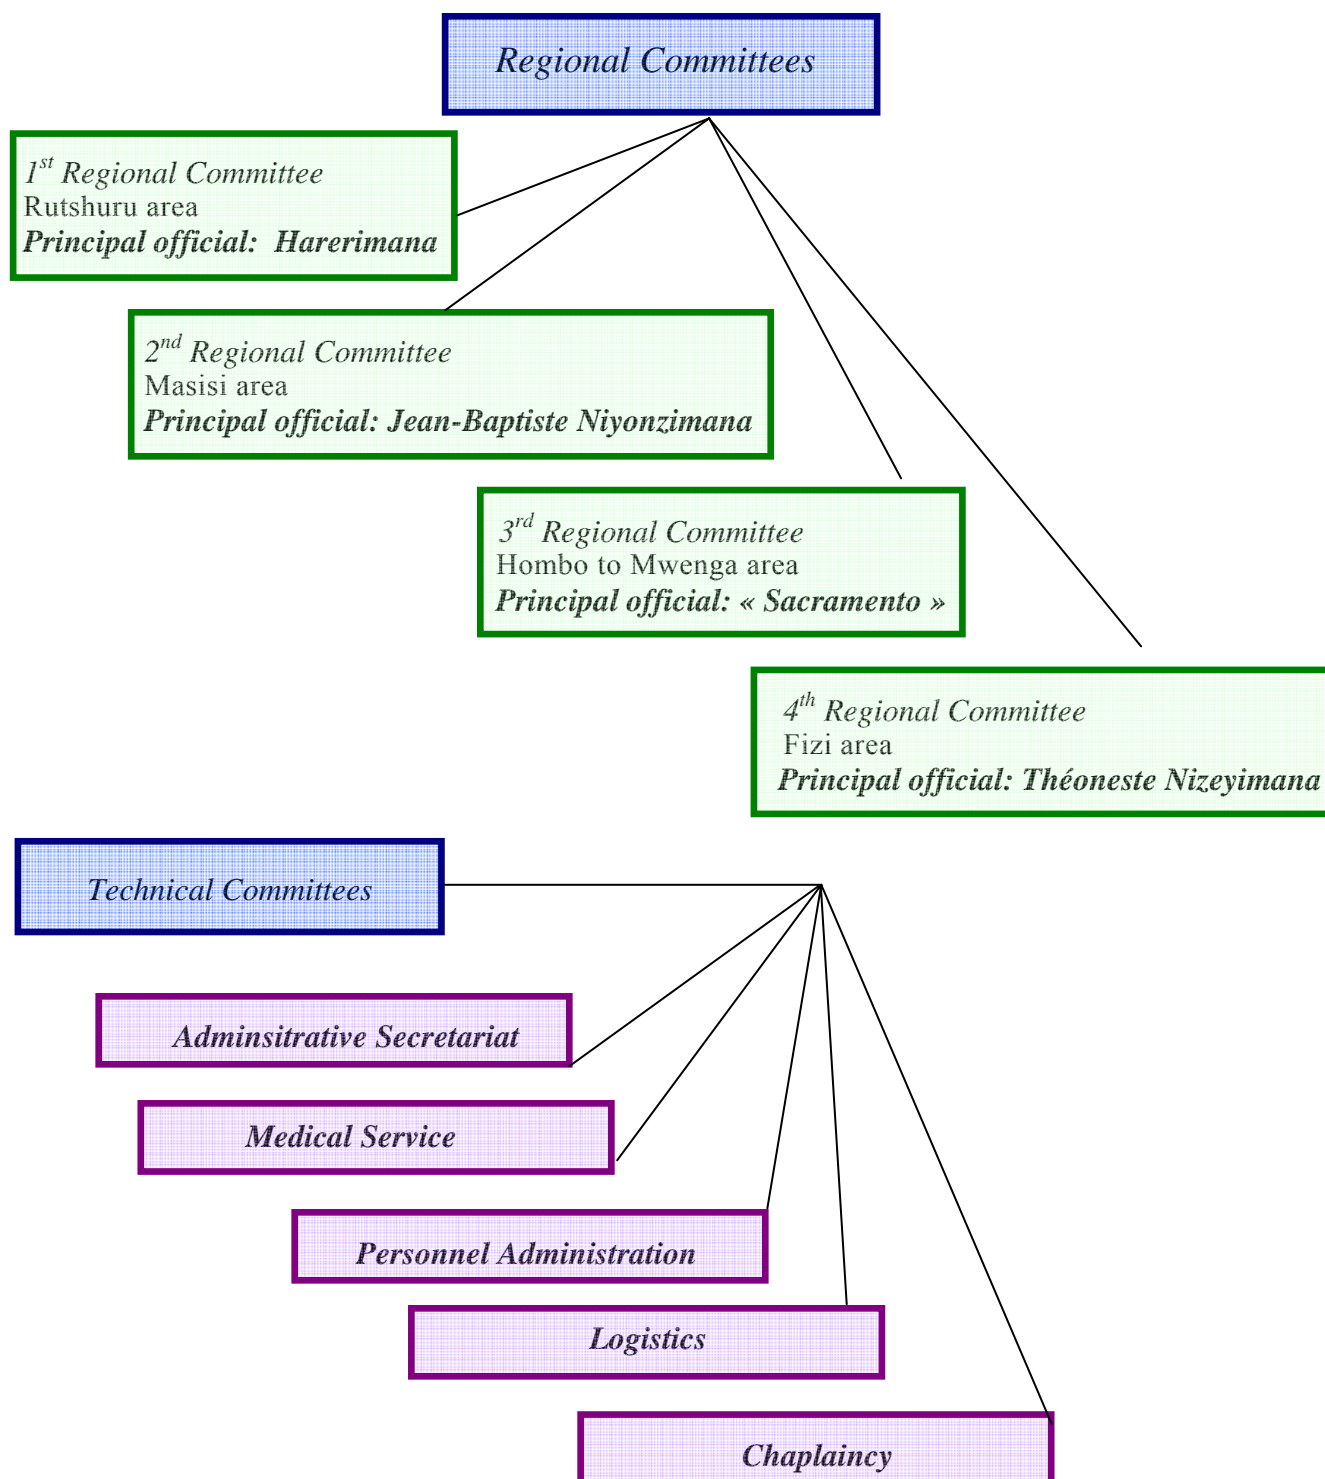 Regional Committees
1st Regional Committee
Rutshuru area
Principal official: Harerimana
2nd Regional Committee
Masisi area
Principal official: Jean-Baptiste Niyonzimana
3rd Regional Committee
Hombo to Mwenga area
Principal official: « Sacramento »
4th Regional Committee
Fizi area
Principal official: Théoneste Nizeyimana
Technical Committees
Adminsitrative Secretariat
Medical Service
Personnel Administration
Logistics
Chaplaincy